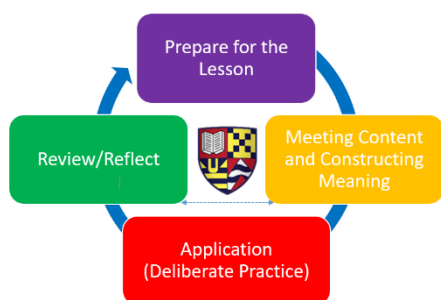 Prepare for the
Lesson
Meeting Content
and Constructing
Meaning
Application
(Deliberate Practice)
Review/Reflect